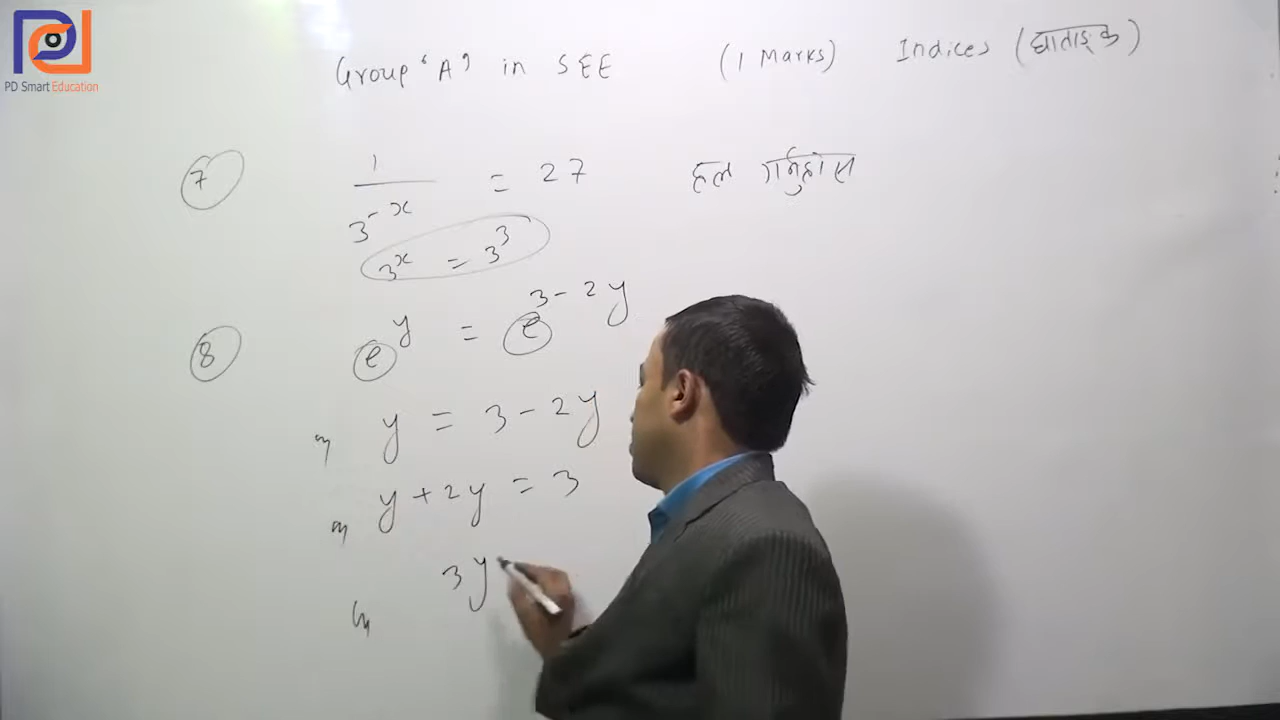 PD Smart Education
Group 'A' in SEE (1 Marks) Indices (घाताङ्क)
7 1/3^{-x} = 27 हल गर्नुहोस
3^x = 3^3
8 e^y = e^{3-2y}
y = 3 - 2y
y + 2y = 3
3y